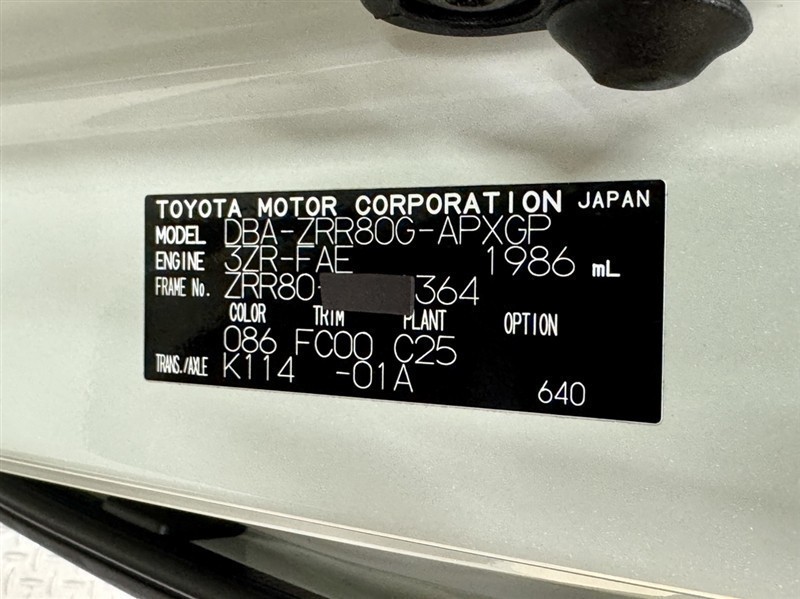 TOYOTA MOTOR CORPORATION JAPAN
MODEL DBA-ZRR80G-APXGP
ENGINE 3ZR-FAE 1986 mL
FRAME No. ZRR80- 364
COLOR TRIM PLANT OPTION
086 FC00 C25
TRANS./AXLE K114 -01A
640